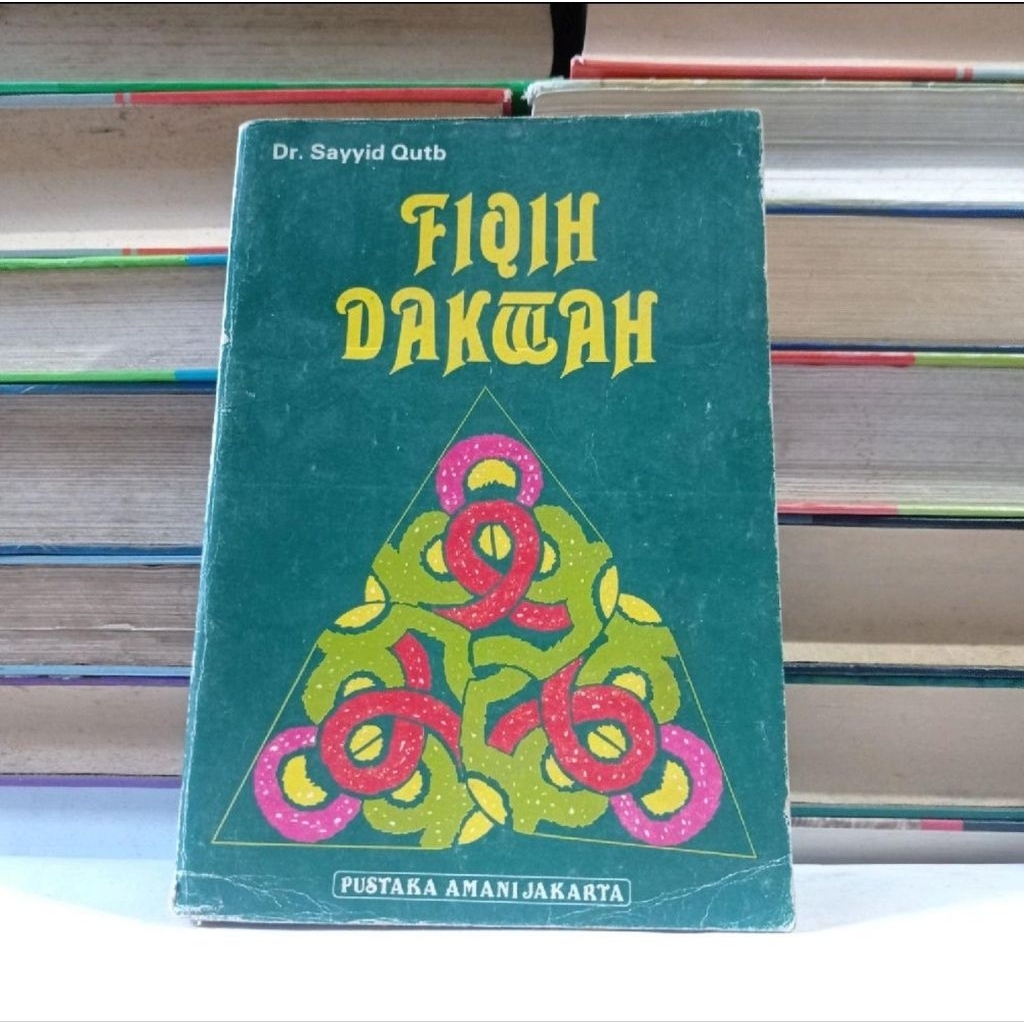 Dr. Sayyid Qutb
FIQIH
DAKWAH
PUSTAKA AMANI JAKARTA